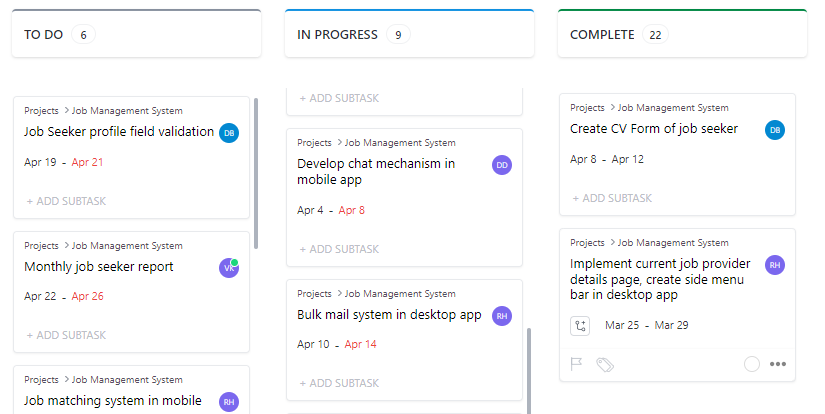 TO DO 6
Projects > Job Management System
Job Seeker profile field validation
DB
Apr 19 - Apr 21
+ ADD SUBTASK
Projects > Job Management System
Monthly job seeker report
VK
Apr 22 - Apr 26
+ ADD SUBTASK
Projects > Job Management System
Job matching system in mobile
RH
IN PROGRESS 9
+ ADD SUBTASK
Projects > Job Management System
Develop chat mechanism in
mobile app
DD
Apr 4 - Apr 8
+ ADD SUBTASK
Projects > Job Management System
Bulk mail system in desktop app
RH
Apr 10 - Apr 14
+ ADD SUBTASK
COMPLETE 22
Projects > Job Management System
Create CV Form of job seeker
DB
Apr 8 - Apr 12
+ ADD SUBTASK
Projects > Job Management System
Implement current job provider
details page, create side menu
bar in desktop app
RH
Mar 25 - Mar 29